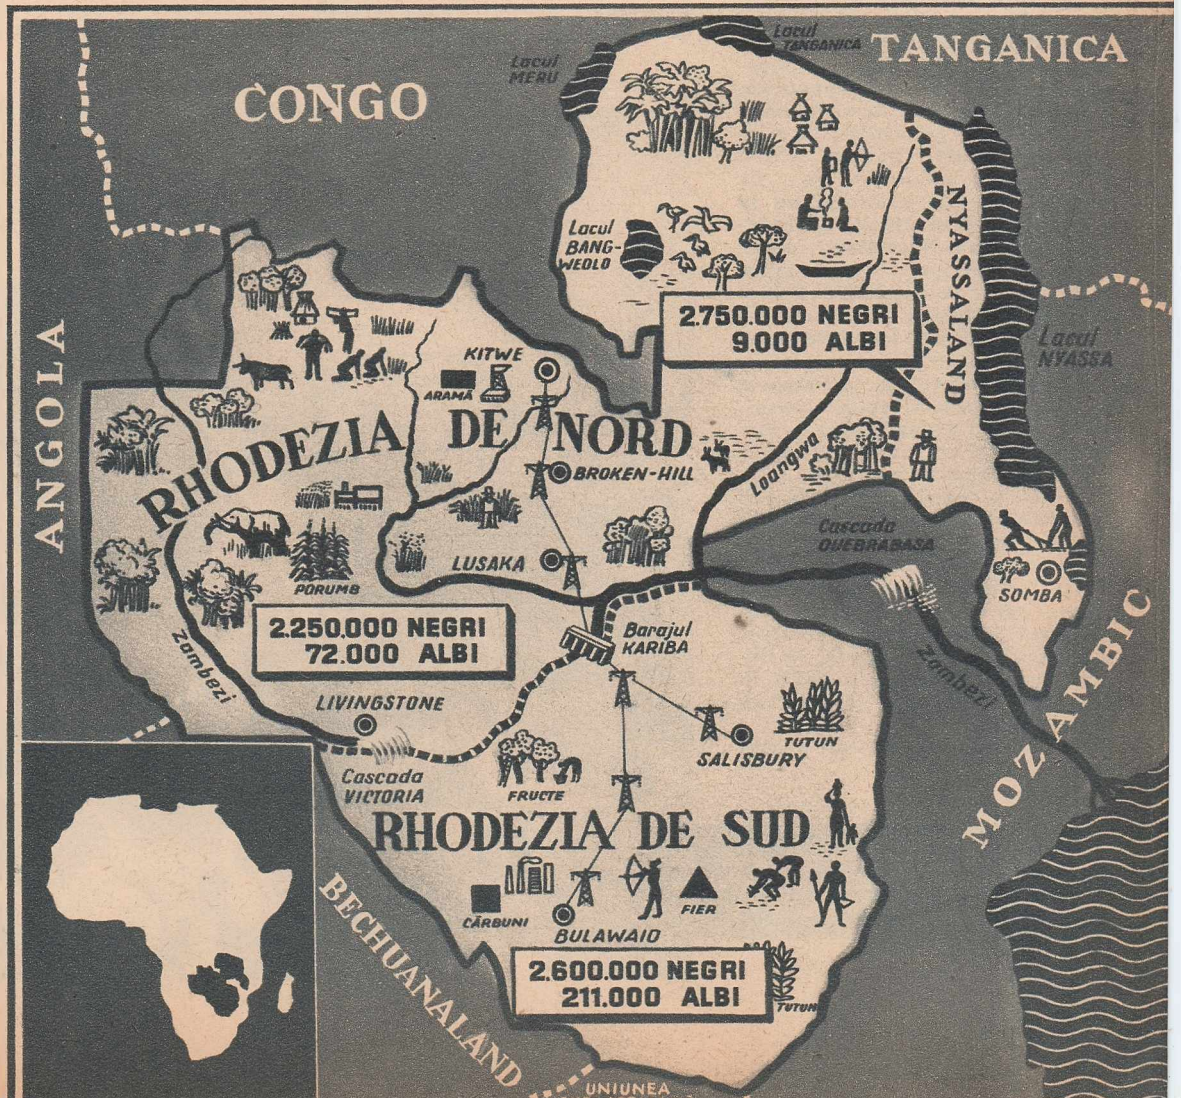 Lacul
TANGANICA
TANGANICA
Lacul
MERU
CONGO
NYASSALAND
Lacul
BANG-
WEOLO
2.750.000 NEGRI
9.000 ALBI
Lacul
NYASSA
ANGOLA
KITWE
ARAMĂ
RHODEZIA DE NORD
BROKEN-HILL
Loangwa
Cascada
QUEBRABASA
LUSAKA
PORUMB
SOMBA
2.250.000 NEGRI
72.000 ALBI
Barajul
KARIBA
Zambezi
Zambezi
MOZAMBIC
LIVINGSTONE
TUTUN
SALISBURY
Cascada
VICTORIA
FRUCTE
RHODEZIA DE SUD
CĂRBUNI
FIER
BULAWAIO
BECHUANALAND
2.600.000 NEGRI
211.000 ALBI
TUTUN
UNIUNEA